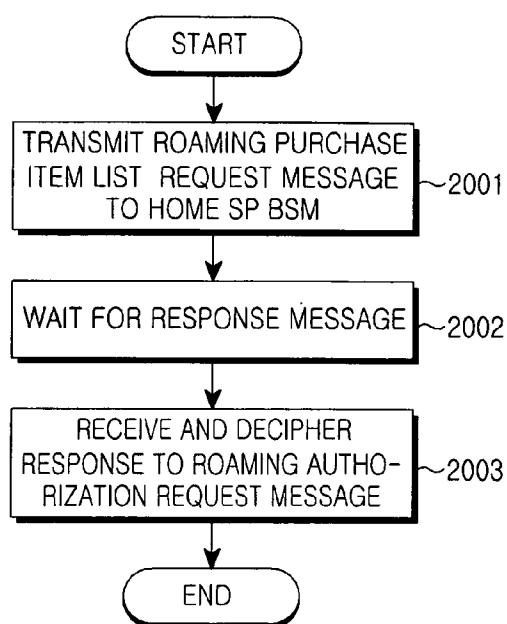 START
TRANSMIT ROAMING PURCHASE
ITEM LIST REQUEST MESSAGE
TO HOME SP BSM
2001
WAIT FOR RESPONSE MESSAGE
2002
RECEIVE AND DECIPHER
RESPONSE TO ROAMING AUTHO-
RIZATION REQUEST MESSAGE
2003
END